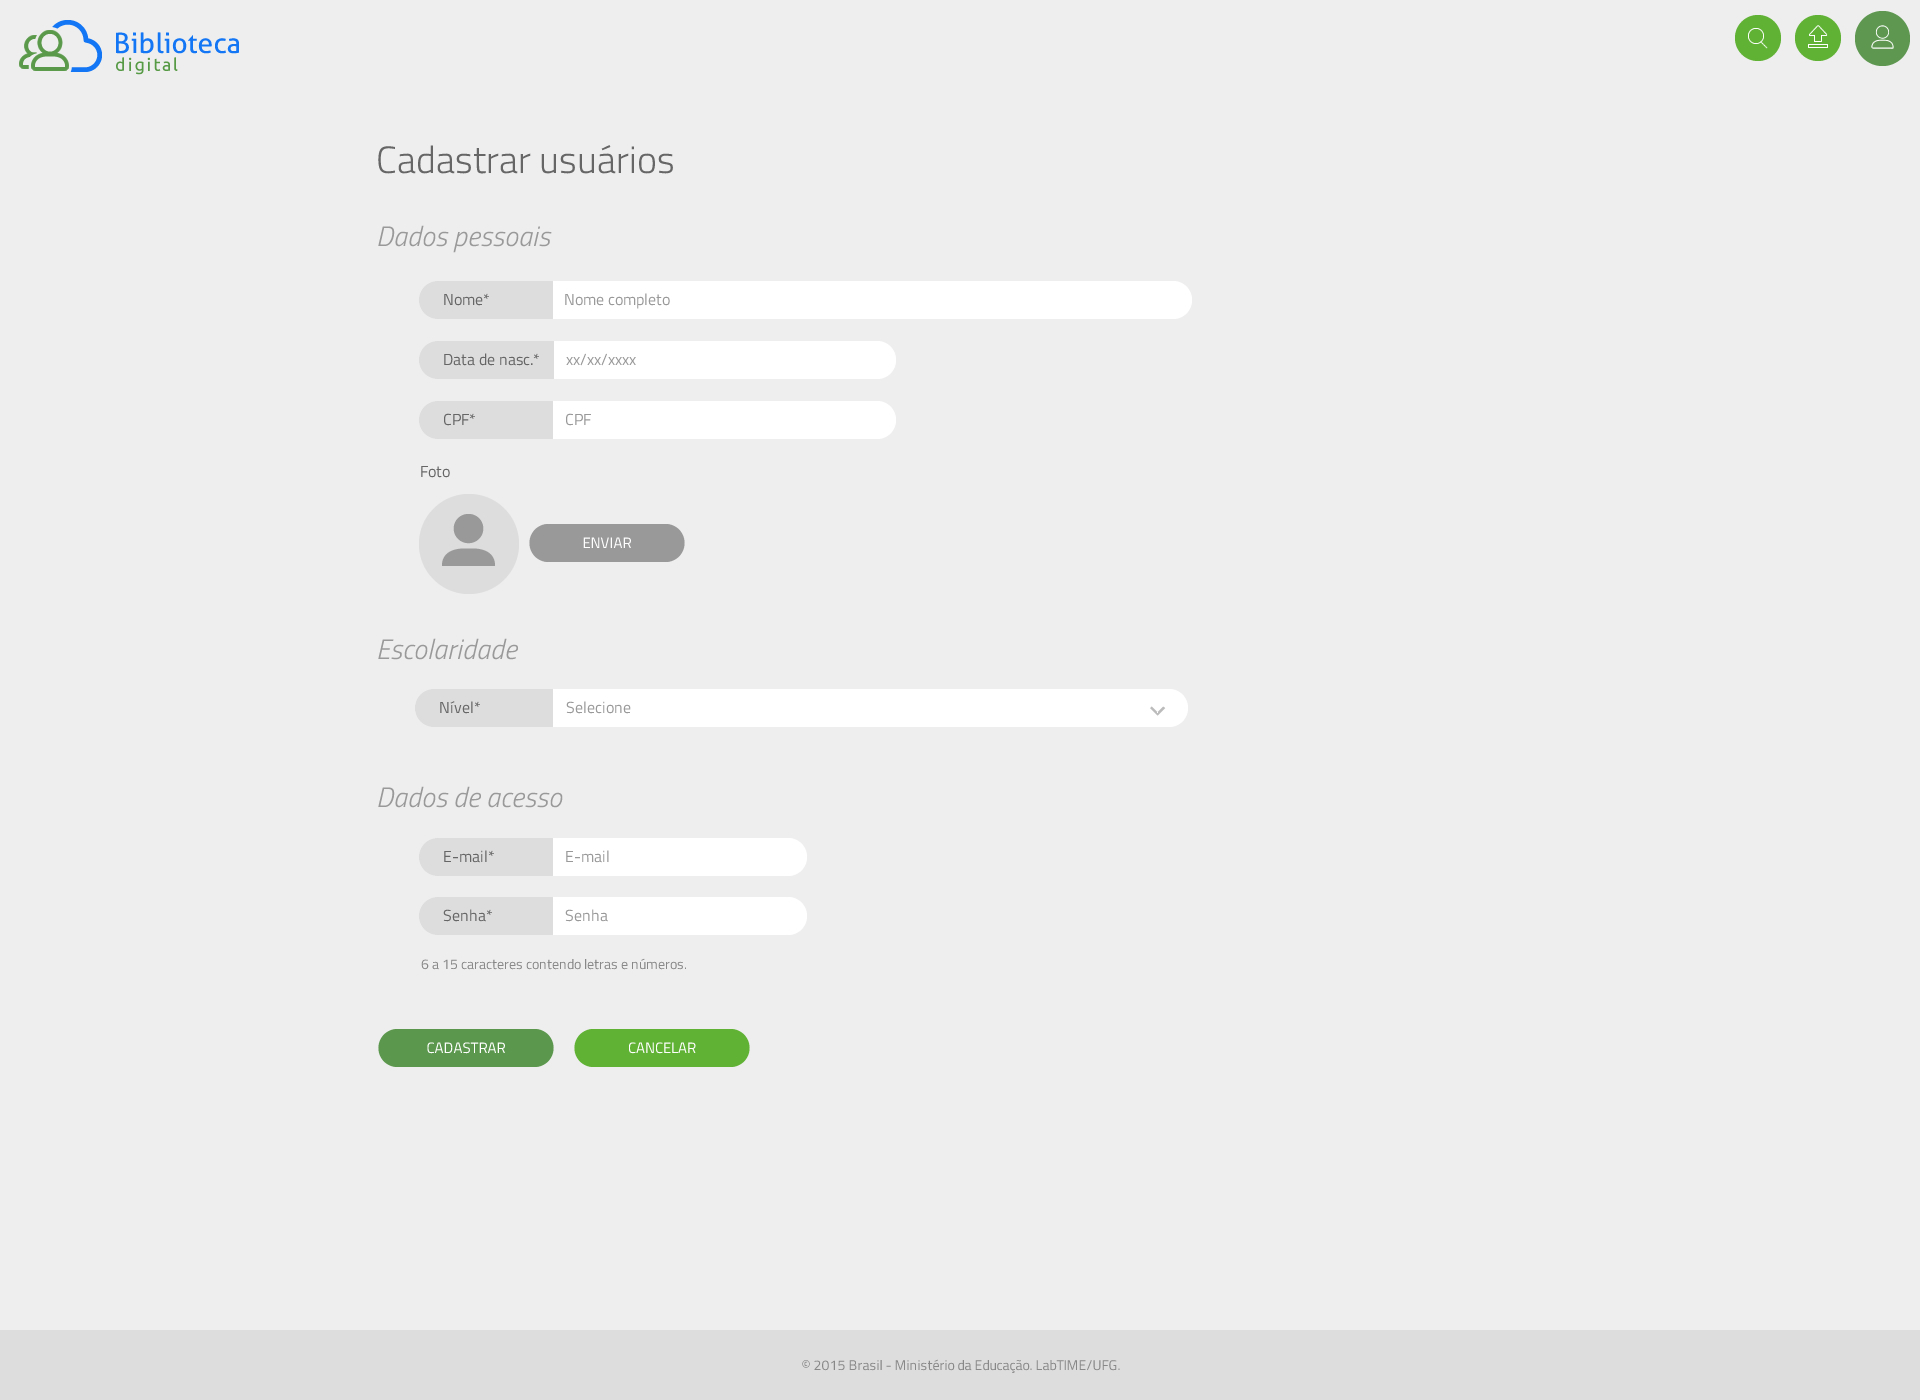 Biblioteca
digital
Cadastrar usuários
Dados pessoais
Nome* Nome completo
Data de nasc.* xx/xx/xxxx
CPF* CPF
Foto
ENVIAR
Escolaridade
Nível* Selecione
Dados de acesso
E-mail* E-mail
Senha* Senha
6 a 15 caracteres contendo letras e números.
CADASTRAR CANCELAR
© 2015 Brasil - Ministério da Educação. LabTIME/UFG.